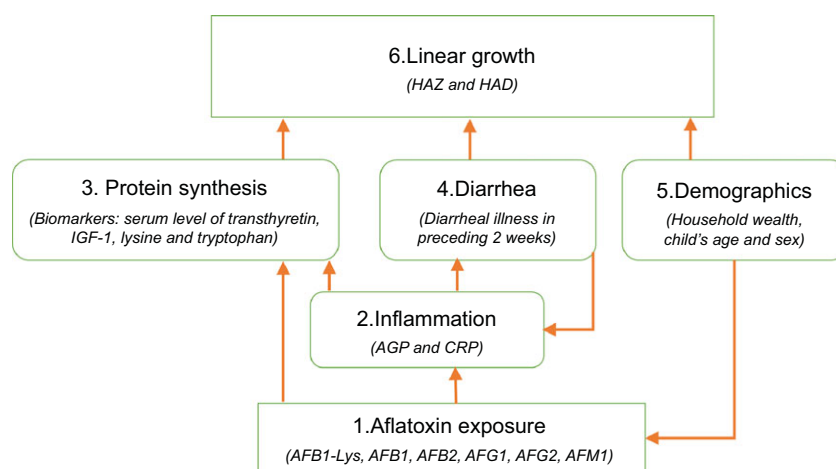 6.Linear growth
(HAZ and HAD)
3. Protein synthesis
(Biomarkers: serum level of transthyretin,
IGF-1, lysine and tryptophan)
4.Diarrhea
(Diarrheal illness in
preceding 2 weeks)
5.Demographics
(Household wealth,
child's age and sex)
2.Inflammation
(AGP and CRP)
1.Aflatoxin exposure
(AFB1-Lys, AFB1, AFB2, AFG1, AFG2, AFM1)